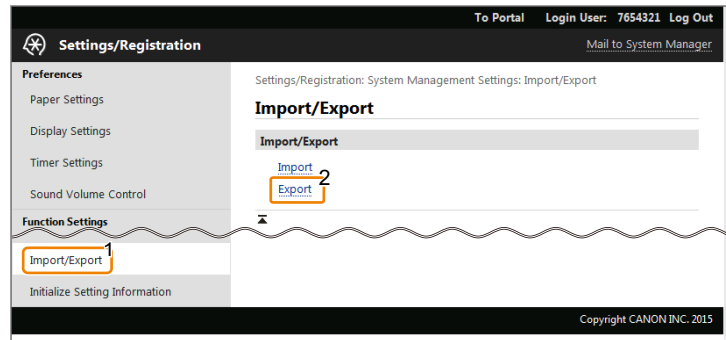 To Portal Login User: 7654321 Log Out
Settings/Registration Mail to System Manager
Preferences
Paper Settings
Display Settings
Timer Settings
Sound Volume Control
Function Settings
Import/Export 1
Initialize Setting Information
Settings/Registration: System Management Settings: Import/Export
Import/Export
Import/Export
Import
Export 2
Copyright CANON INC. 2015